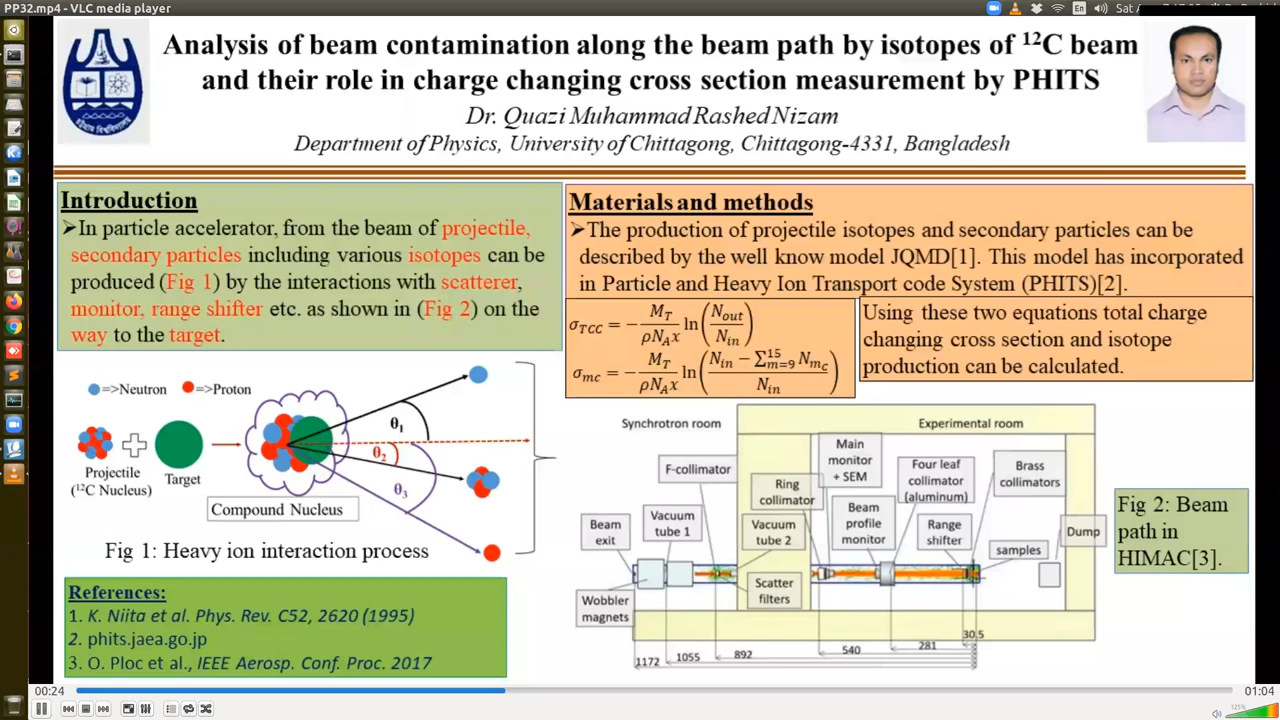 PP32.mp4 - VLC media player
En
Sat
Analysis of beam contamination along the beam path by isotopes of ¹²C beam
and their role in charge changing cross section measurement by PHITS
Dr. Quazi Muhammad Rashed Nizam
Department of Physics, University of Chittagong, Chittagong-4331, Bangladesh
Introduction
➢In particle accelerator, from the beam of projectile,
secondary particles including various isotopes can be
produced (Fig 1) by the interactions with scatterer,
monitor, range shifter etc. as shown in (Fig 2) on the
way to the target.
=>Neutron
=>Proton
θ₁
θ₂
θ₃
Projectile
(¹²C Nucleus)
Target
Compound Nucleus
Fig 1: Heavy ion interaction process
References:
1. K. Niita et al. Phys. Rev. C52, 2620 (1995)
2. phits.jaea.go.jp
3. O. Ploc et al., IEEE Aerosp. Conf. Proc. 2017
Materials and methods
➢The production of projectile isotopes and secondary particles can be
described by the well know model JQMD[1]. This model has incorporated
in Particle and Heavy Ion Transport code System (PHITS)[2].
σ_TCC = − M_T/(ρN_A x) ln(N_out/N_in)
σ_mc = − M_T/(ρN_A x) ln((N_in − ∑_{m=9}^{15} N_{m_c})/N_in)
Using these two equations total charge
changing cross section and isotope
production can be calculated.
Synchrotron room
Experimental room
F-collimator
Ring
collimator
Main
monitor
+ SEM
Four leaf
collimator
(aluminum)
Brass
collimators
Beam
exit
Vacuum
tube 1
Vacuum
tube 2
Beam
profile
monitor
Range
shifter
samples
Dump
Wobbler
magnets
Scatter
filters
30.5
281
540
892
1055
1172
Fig 2: Beam
path in
HIMAC[3].
00:24
01:04
125%